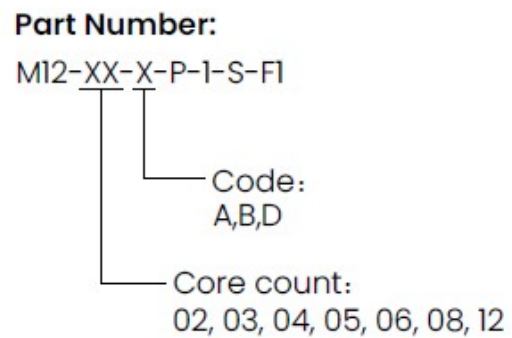 Part Number:
M12-XX-X-P-1-S-F1
Code:
A,B,D
Core count:
02, 03, 04, 05, 06, 08, 12